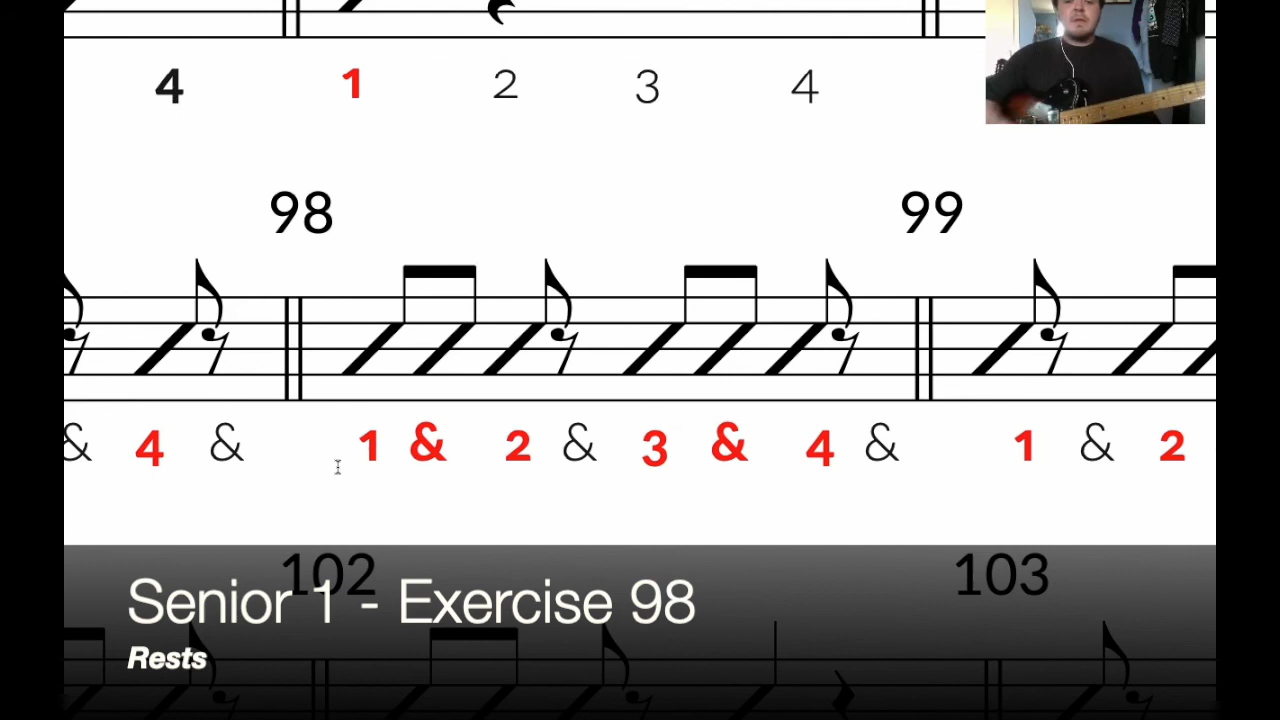 4 1 2 3 4
98 99
& 4 & 1 & 2 & 3 & 4 & 1 & 2
102 103
Senior 1 - Exercise 98
Rests